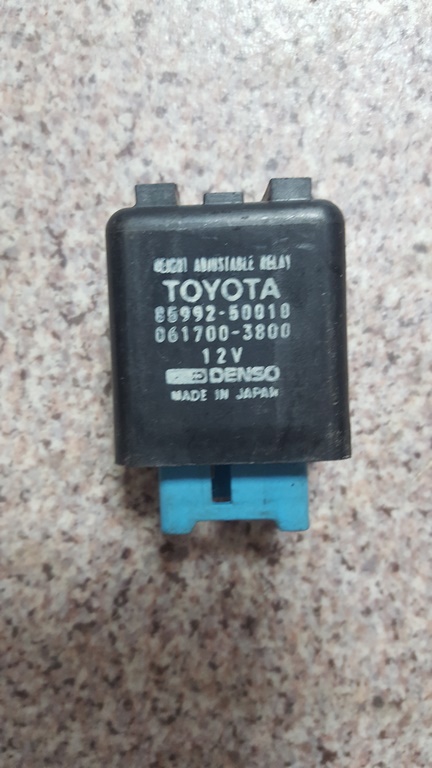 HEIGHT ADJUSTABLE RELAY
TOYOTA
85992-50010
061700-3800
12V
DENSO
MADE IN JAPAN